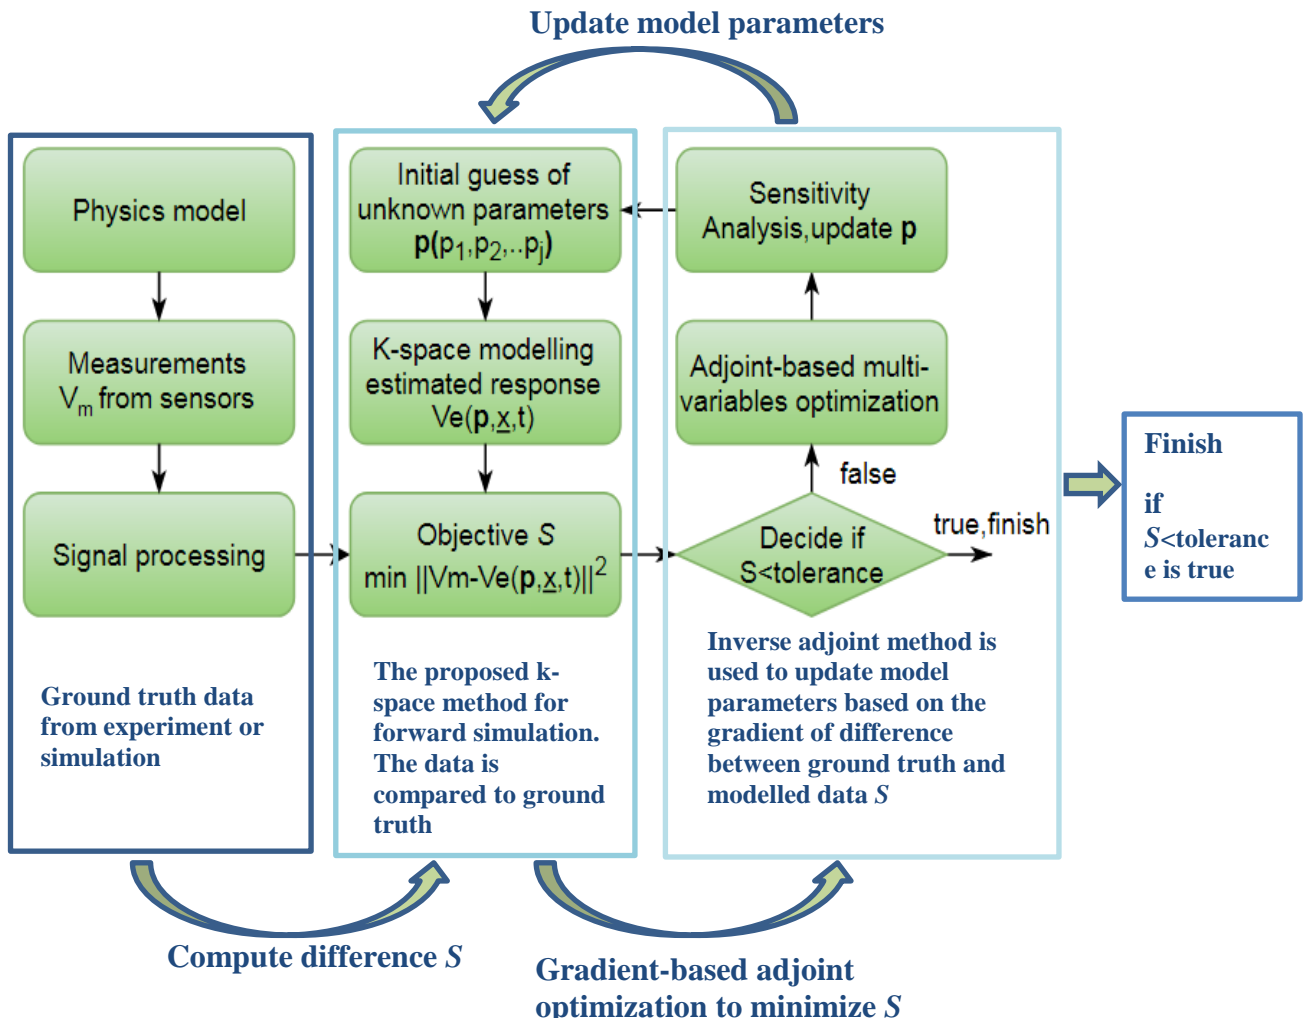 Update model parameters
Physics model
Measurements
Vm from sensors
Signal processing
Ground truth data
from experiment or
simulation
Initial guess of
unknown parameters
p(p1,p2,..pj)
K-space modelling
estimated response
Ve(p,x,t)
Objective S
min ||Vm-Ve(p,x,t)||2
The proposed k-
space method for
forward simulation.
The data is
compared to ground
truth
Sensitivity
Analysis,update p
Adjoint-based multi-
variables optimization
false
Decide if
S<tolerance
true,finish
Inverse adjoint method is
used to update model
parameters based on the
gradient of difference
between ground truth and
modelled data S
Finish
if
S<toleranc
e is true
Compute difference S
Gradient-based adjoint
optimization to minimize S